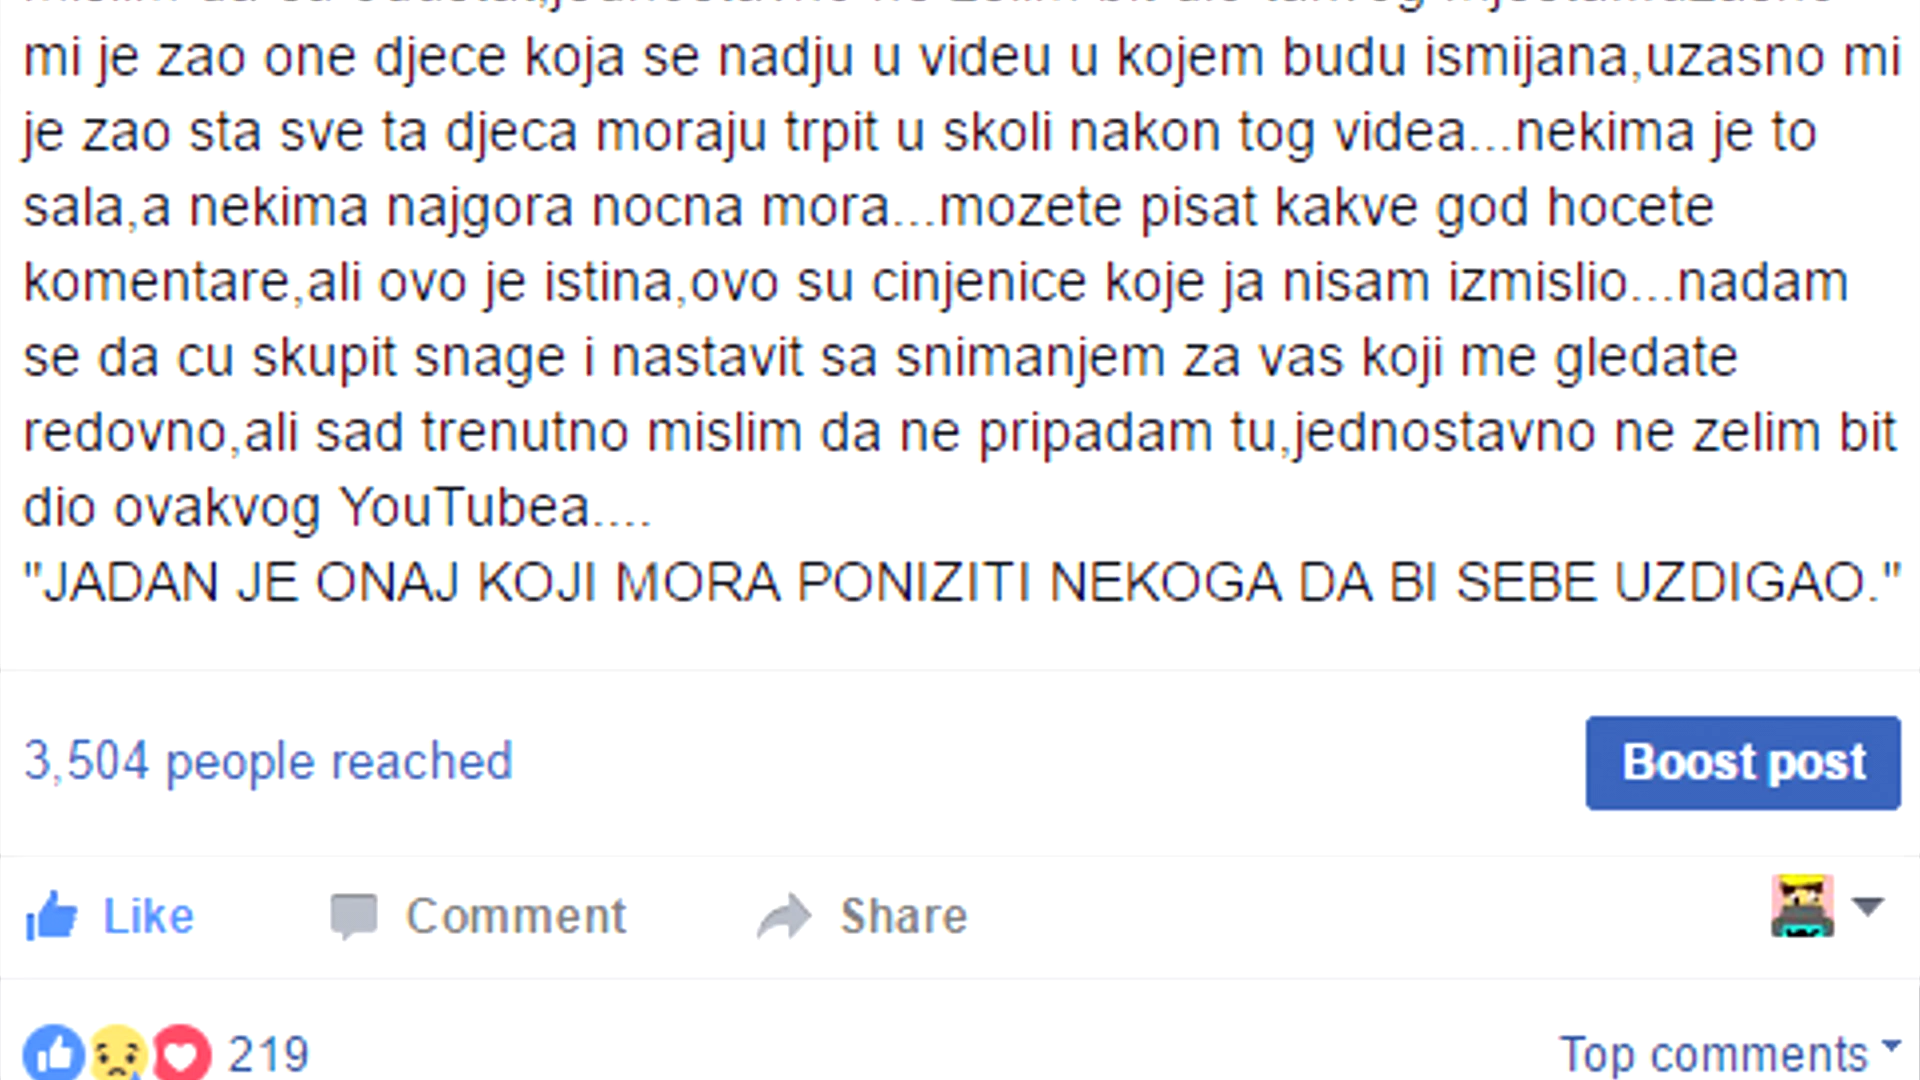 mi je zao one djece koja se nadju u videu u kojem budu ismijana,uzasno mi
je zao sta sve ta djeca moraju trpit u skoli nakon tog videa...nekima je to
sala,a nekima najgora nocna mora...mozete pisat kakve god hocete
komentare,ali ovo je istina,ovo su cinjenice koje ja nisam izmislio...nadam
se da cu skupit snage i nastavit sa snimanjem za vas koji me gledate
redovno,ali sad trenutno mislim da ne pripadam tu,jednostavno ne zelim bit
dio ovakvog YouTubea....
"JADAN JE ONAJ KOJI MORA PONIZITI NEKOGA DA BI SEBE UZDIGAO."
3,504 people reached
Boost post
Like Comment Share
219
Top comments